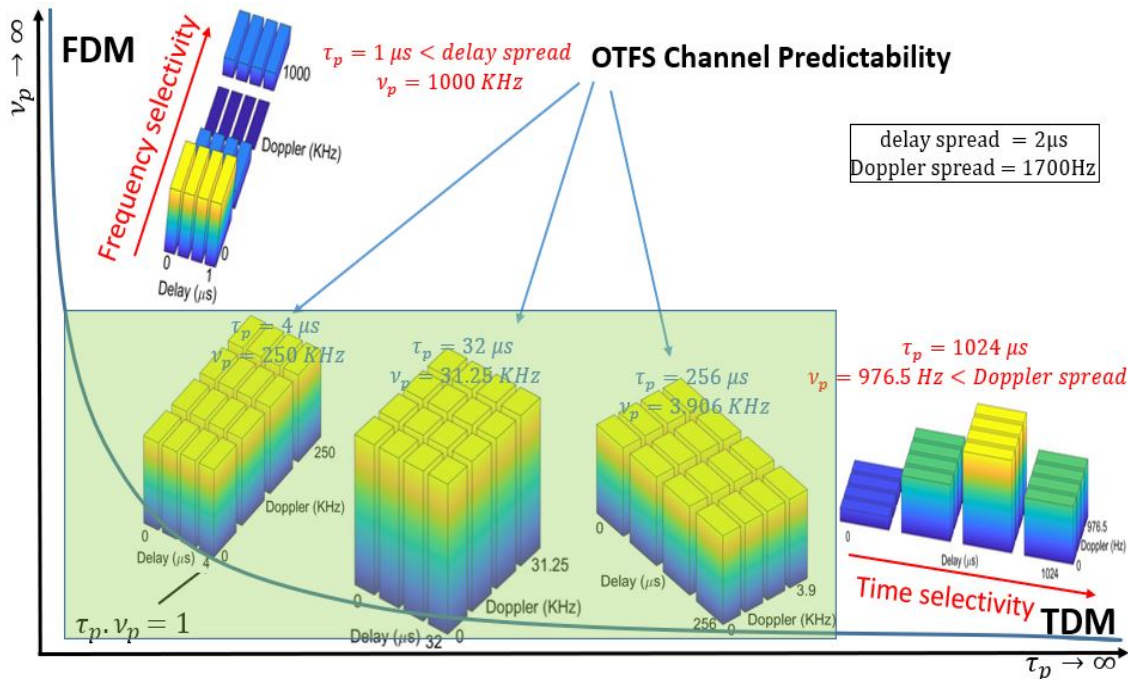 ν_p → ∞
FDM
Frequency selectivity
1000
Doppler (KHz)
0
0
1
Delay (μs)
τ_p = 1 μs < delay spread
ν_p = 1000 KHz
OTFS Channel Predictability
delay spread = 2μs
Doppler spread = 1700Hz
τ_p = 4 μs
ν_p = 250 KHz
250
Doppler (KHz)
0
Delay (μs)
4
0
τ_p . ν_p = 1
τ_p = 32 μs
ν_p = 31.25 KHz
31.25
Doppler (KHz)
0
Delay (μs)
32
0
τ_p = 256 μs
ν_p = 3.906 KHz
0
Delay (μs)
256
0
3.9
Doppler (KHz)
τ_p = 1024 μs
ν_p = 976.5 Hz < Doppler spread
0
Delay (μs)
1024
0
976.5
Doppler (Hz)
Time selectivity
TDM
τ_p → ∞